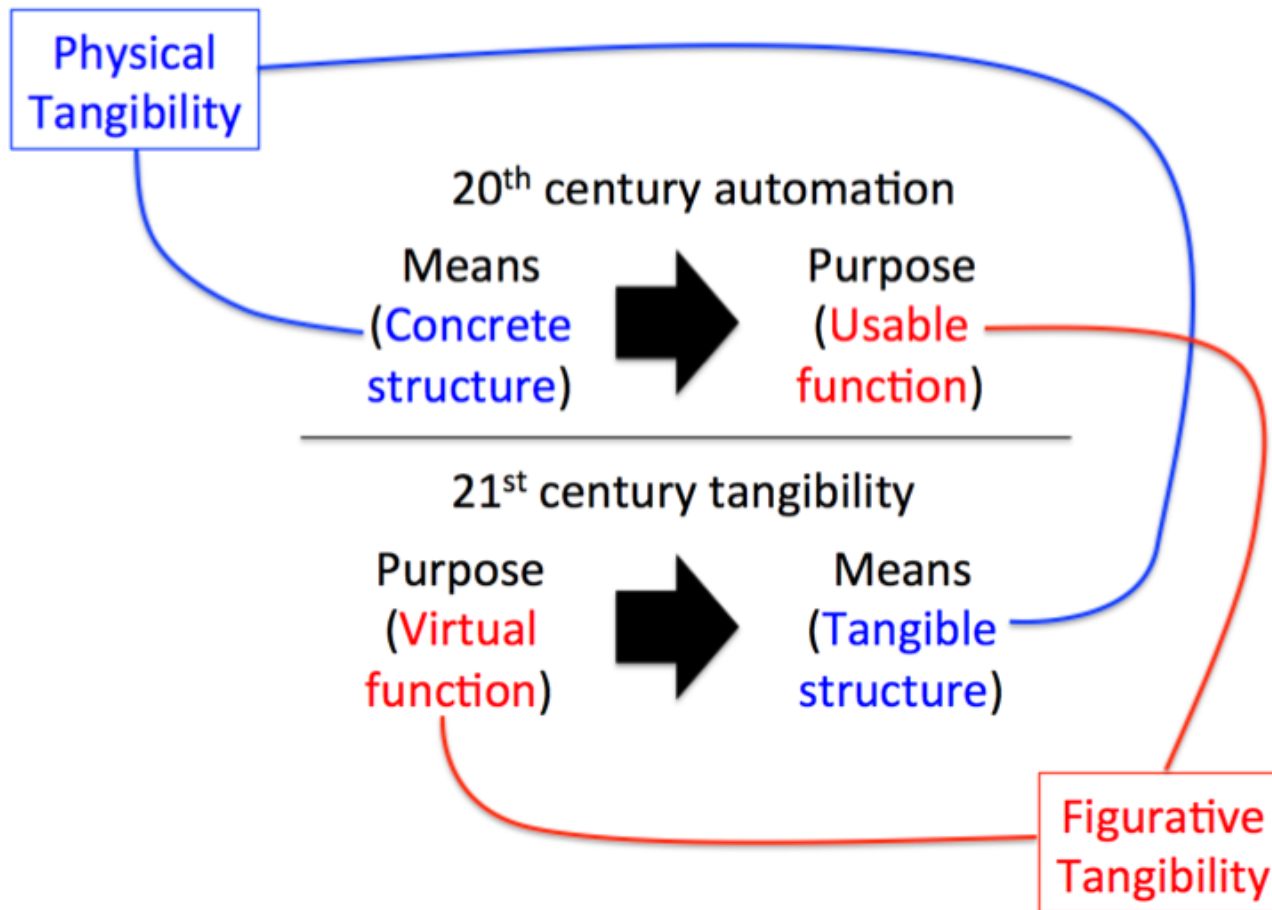 Physical
Tangibility
20th century automation
Means
(Concrete
structure)
Purpose
(Usable
function)
21st century tangibility
Purpose
(Virtual
function)
Means
(Tangible
structure)
Figurative
Tangibility